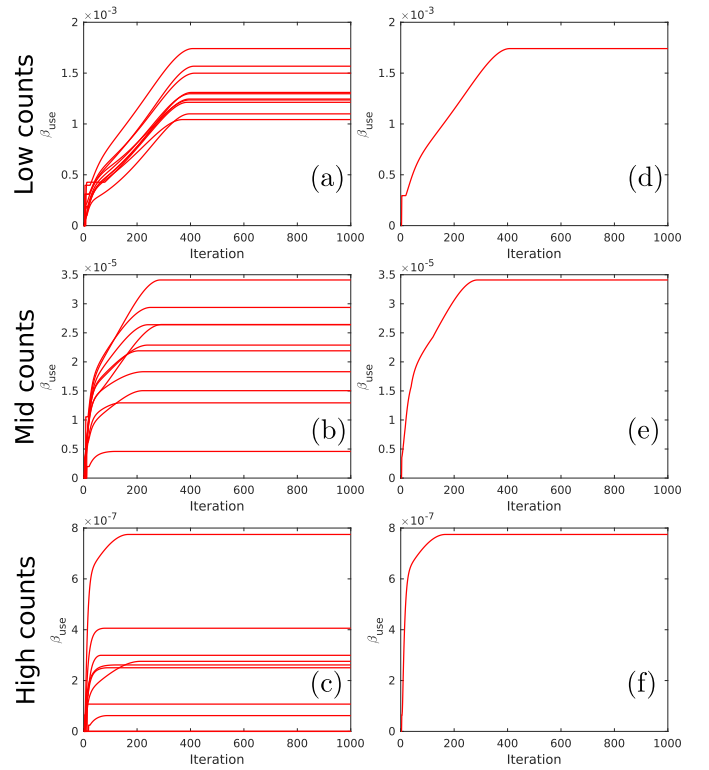 Low counts
×10^-3
2
1.5
1
0.5
0
β_use
0 200 400 600 800 1000
Iteration
(a)
×10^-3
2
1.5
1
0.5
0
β_use
0 200 400 600 800 1000
Iteration
(d)
Mid counts
×10^-5
3.5
3
2.5
2
1.5
1
0.5
0
β_use
0 200 400 600 800 1000
Iteration
(b)
×10^-5
3.5
3
2.5
2
1.5
1
0.5
0
β_use
0 200 400 600 800 1000
Iteration
(e)
High counts
×10^-7
8
6
4
2
0
β_use
0 200 400 600 800 1000
Iteration
(c)
×10^-7
8
6
4
2
0
β_use
0 200 400 600 800 1000
Iteration
(f)